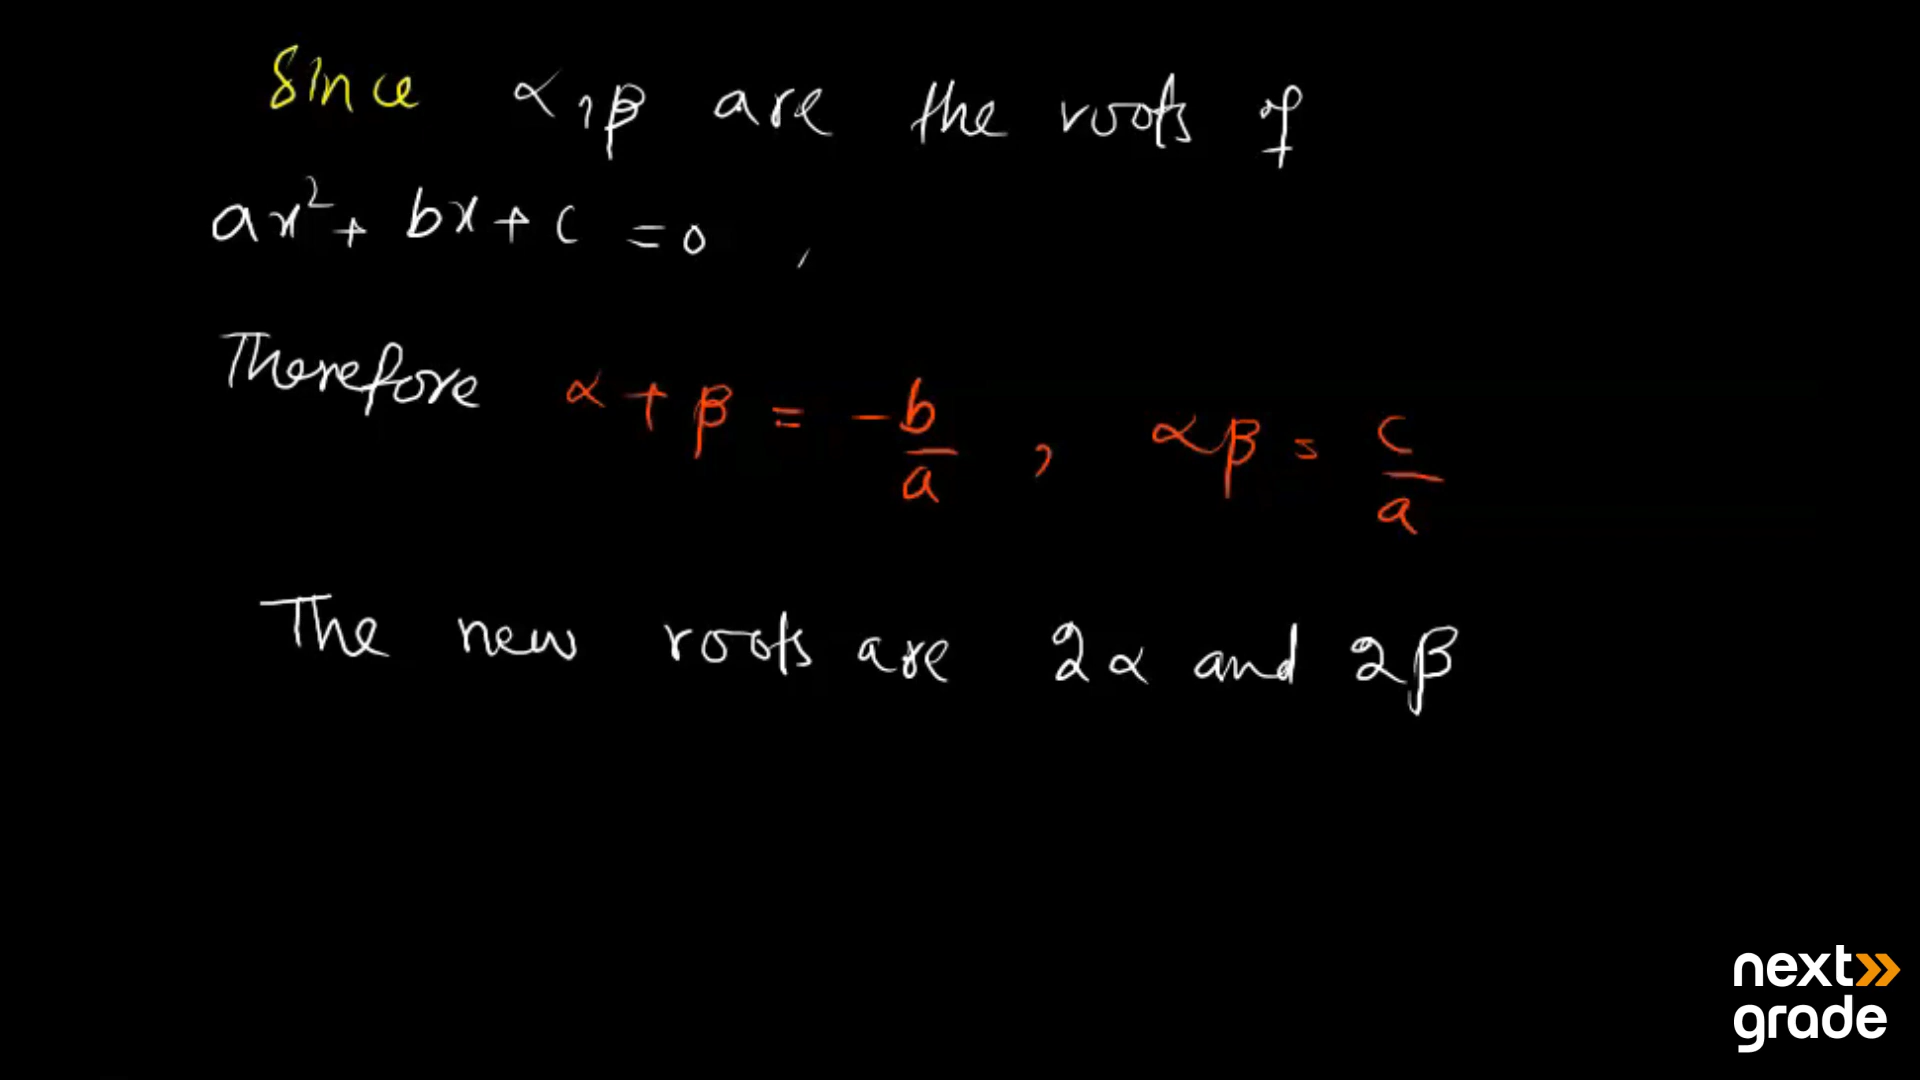 Since α, β are the roots of
ax² + bx + c = 0 ,
Therefore α + β = -b/a , αβ = c/a
The new roots are 2α and 2β
next
grade